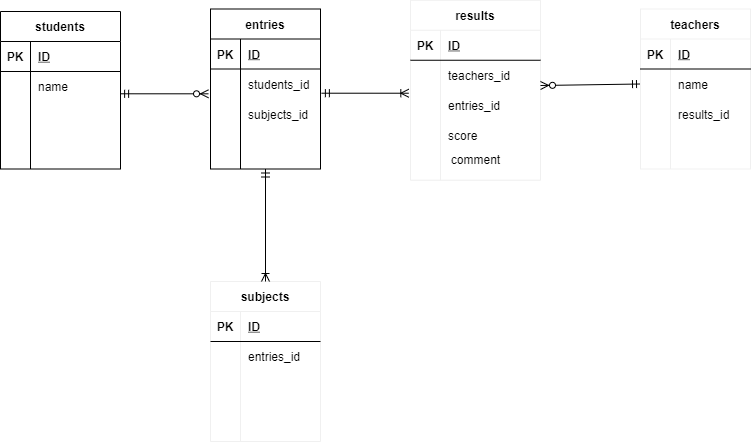 students
PK ID
name
entries
PK ID
students_id
subjects_id
results
PK ID
teachers_id
entries_id
score
comment
teachers
PK ID
name
results_id
subjects
PK ID
entries_id